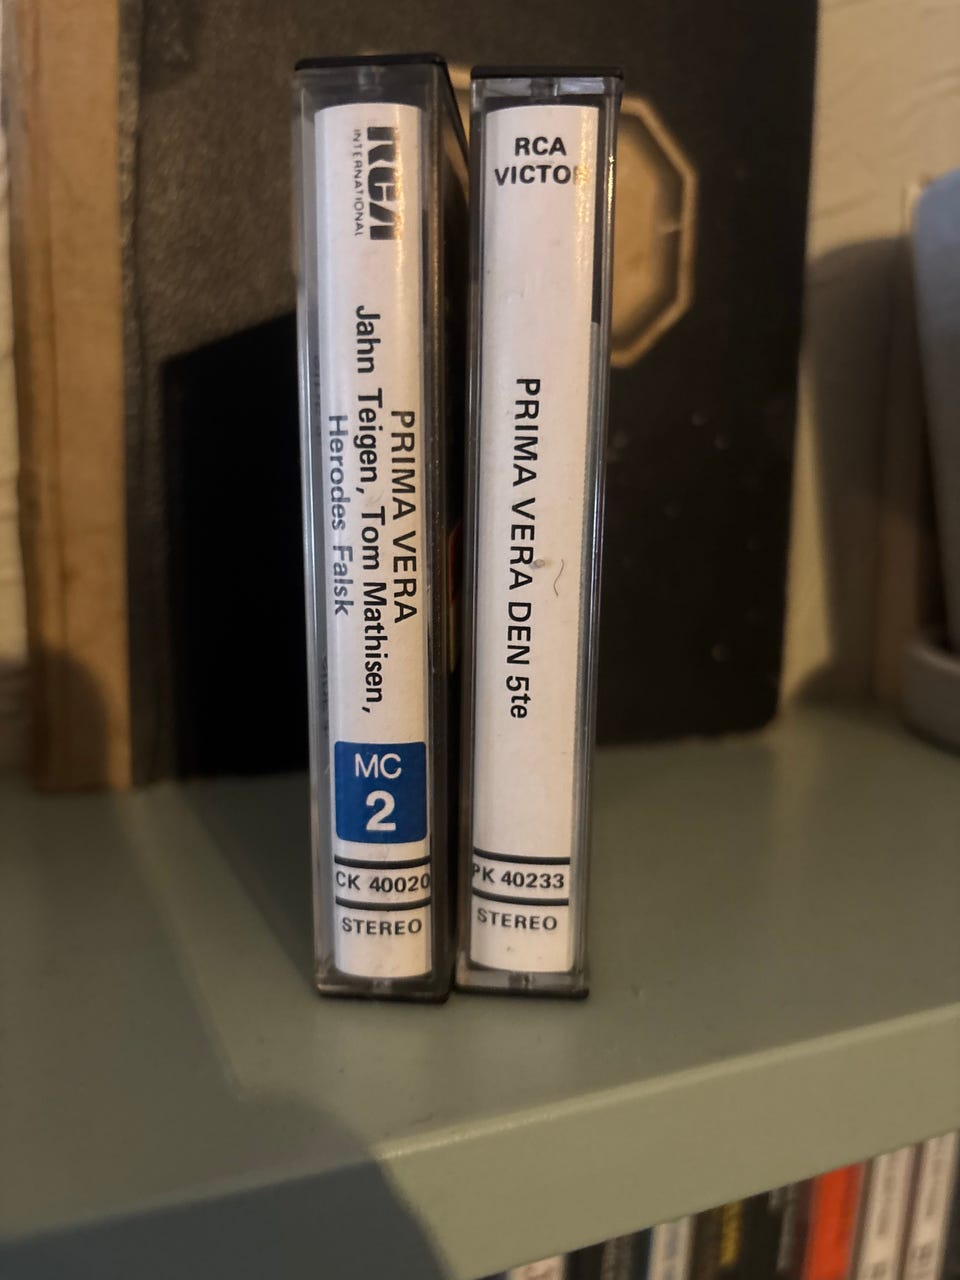 RCA
INTERNATIONAL
PRIMA VERA
Jahn Teigen, Tom Mathisen,
Herodes Falsk
MC
2
CK 40020
STEREO
RCA
VICTO
PRIMA VERA DEN 5te
PK 40233
STEREO